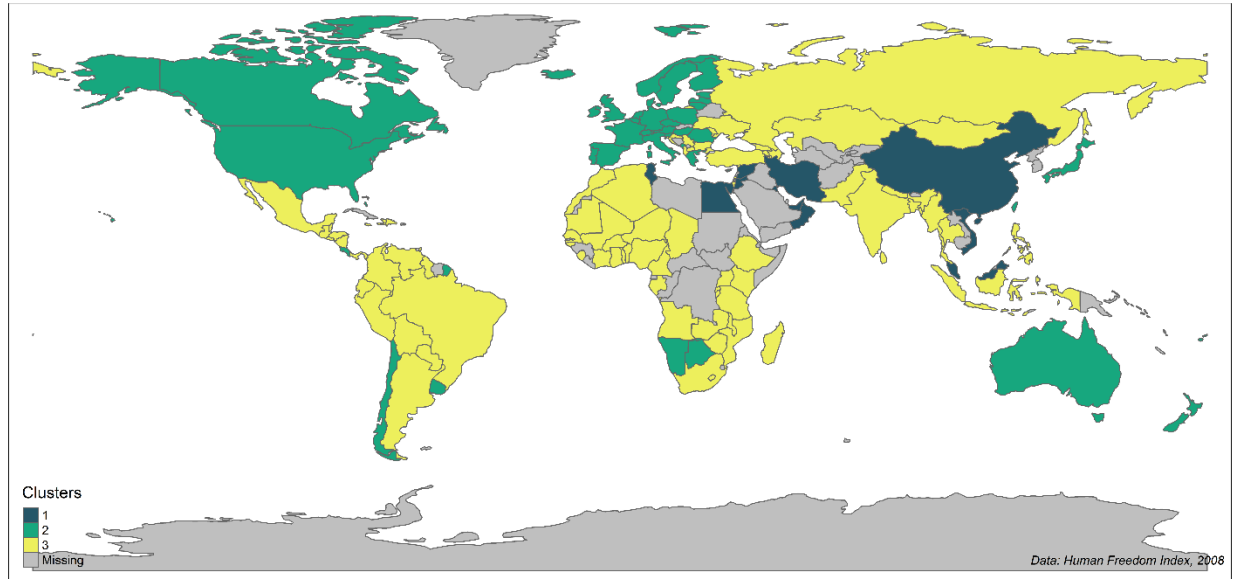 Clusters
1
2
3
Missing
Data: Human Freedom Index, 2008